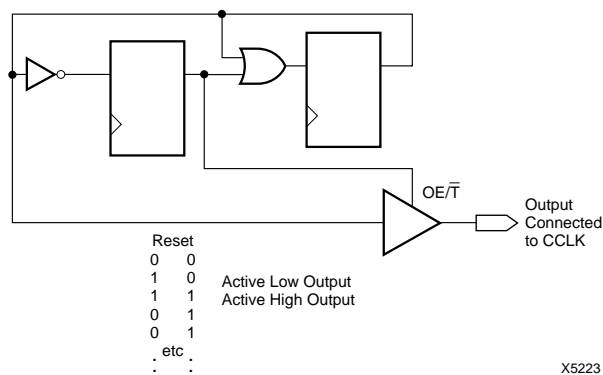 OE/T̅
Output
Connected
to CCLK
Reset
0 0
1 0
1 1
0 1
0 1
etc
. .
. .
Active Low Output
Active High Output
X5223